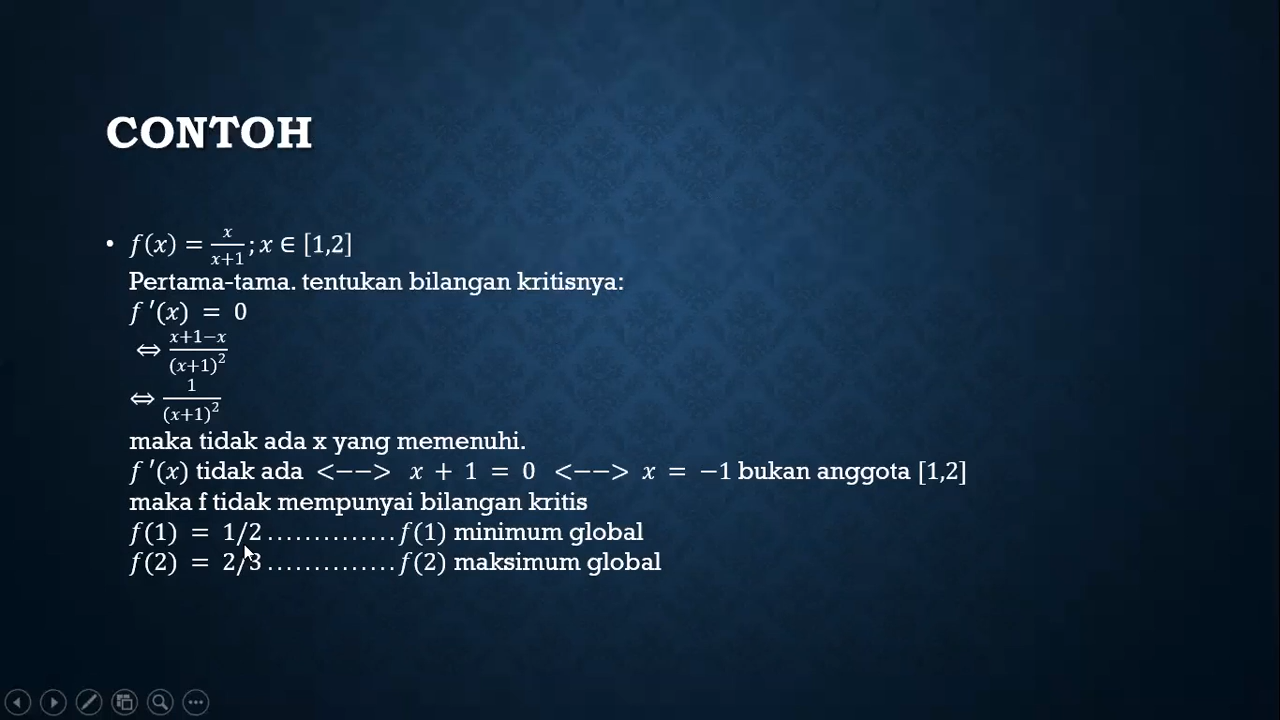 CONTOH
• f(x) = x/(x+1) ; x ∈ [1,2]
Pertama-tama. tentukan bilangan kritisnya:
f ′(x) = 0
⇔ (x+1−x)/(x+1)²
⇔ 1/(x+1)²
maka tidak ada x yang memenuhi.
f ′(x) tidak ada <−−> x + 1 = 0 <−−> x = −1 bukan anggota [1,2]
maka f tidak mempunyai bilangan kritis
f(1) = 1/2 .............. f(1) minimum global
f(2) = 2/3 .............. f(2) maksimum global